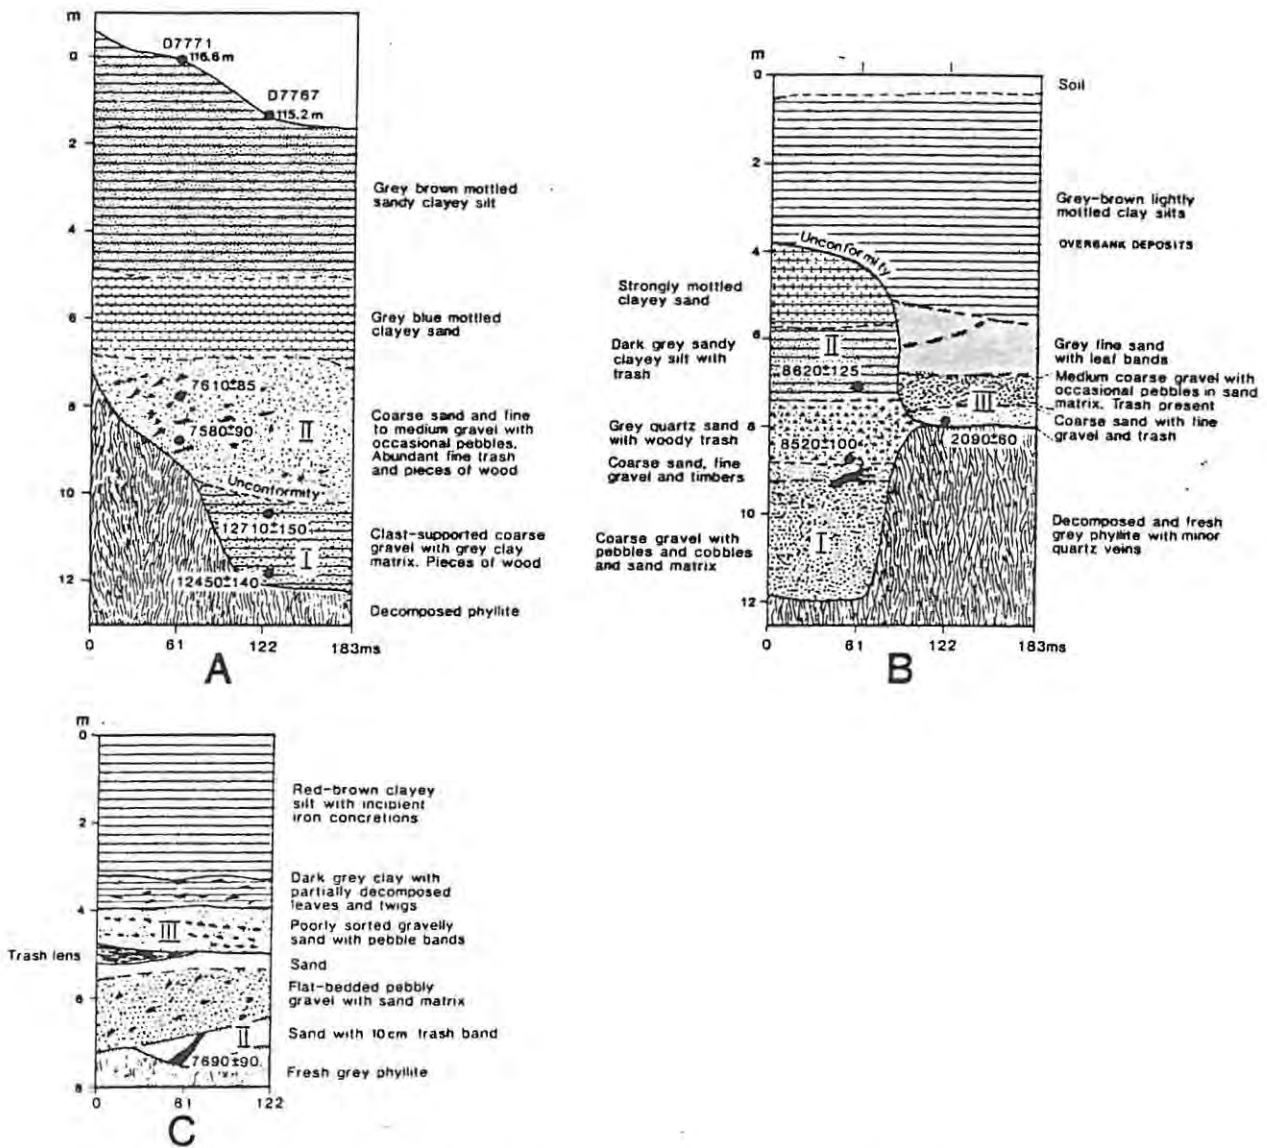 m
0
2
4
6
8
10
12
D7771
116.6m
D7767
115.2m
Grey brown mottled
sandy clayey silt
Grey blue mottled
clayey sand
7610±85
7580±90
II
Coarse sand and fine
to medium gravel with
occasional pebbles.
Abundant fine trash
and pieces of wood
Unconformity
12710±150
I
12450±140
Clast-supported coarse
gravel with grey clay
matrix. Pieces of wood
Decomposed phyllite
0
61
122
183ms
A
m
0
2
4
6
8
10
12
Soil
Grey-brown lightly
mottled clay silts
OVERBANK DEPOSITS
Unconformity
Strongly mottled
clayey sand
Dark grey sandy
clayey silt with
trash
II
8620±125
Grey quartz sand
with woody trash
8520±100
Coarse sand, fine
gravel and timbers
Coarse gravel with
pebbles and cobbles
and sand matrix
I
Grey fine sand
with leaf bands
Medium coarse gravel with
occasional pebbles in sand
matrix. Trash present
III
Coarse sand with fine
gravel and trash
2090±60
Decomposed and fresh
grey phyllite with minor
quartz veins
0
61
122
183ms
B
m
0
2
4
6
8
Red-brown clayey
silt with incipient
iron concretions
Dark grey clay with
partially decomposed
leaves and twigs
III
Poorly sorted gravelly
sand with pebble bands
Trash lens
Sand
Flat-bedded pebbly
gravel with sand matrix
II
Sand with 10cm trash band
7690±90
Fresh grey phyllite
0
61
122
C